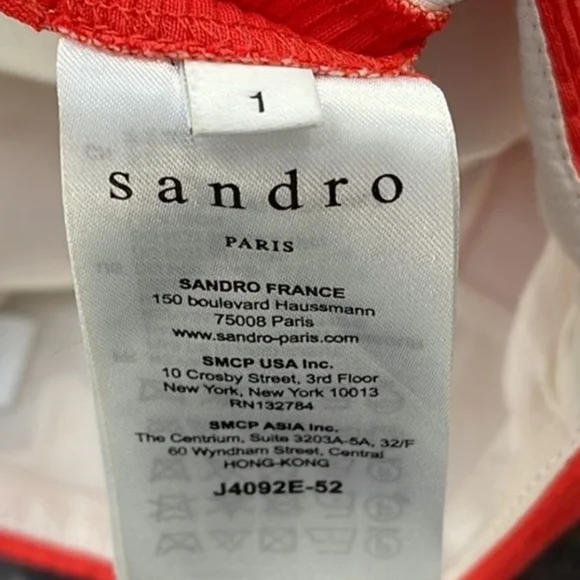 1
sandro
PARIS
SANDRO FRANCE
150 boulevard Haussmann
75008 Paris
www.sandro-paris.com
SMCP USA Inc.
10 Crosby Street, 3rd Floor
New York, New York 10013
RN132784
SMCP ASIA Inc.
The Centrium, Suite 3203A-5A, 32/F
60 Wyndham Street, Central
HONG-KONG
J4092E-52